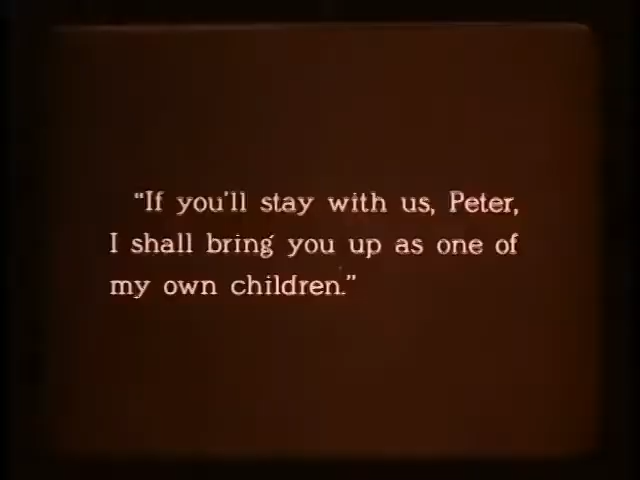 "If you'll stay with us, Peter,
I shall bring you up as one of
my own children."